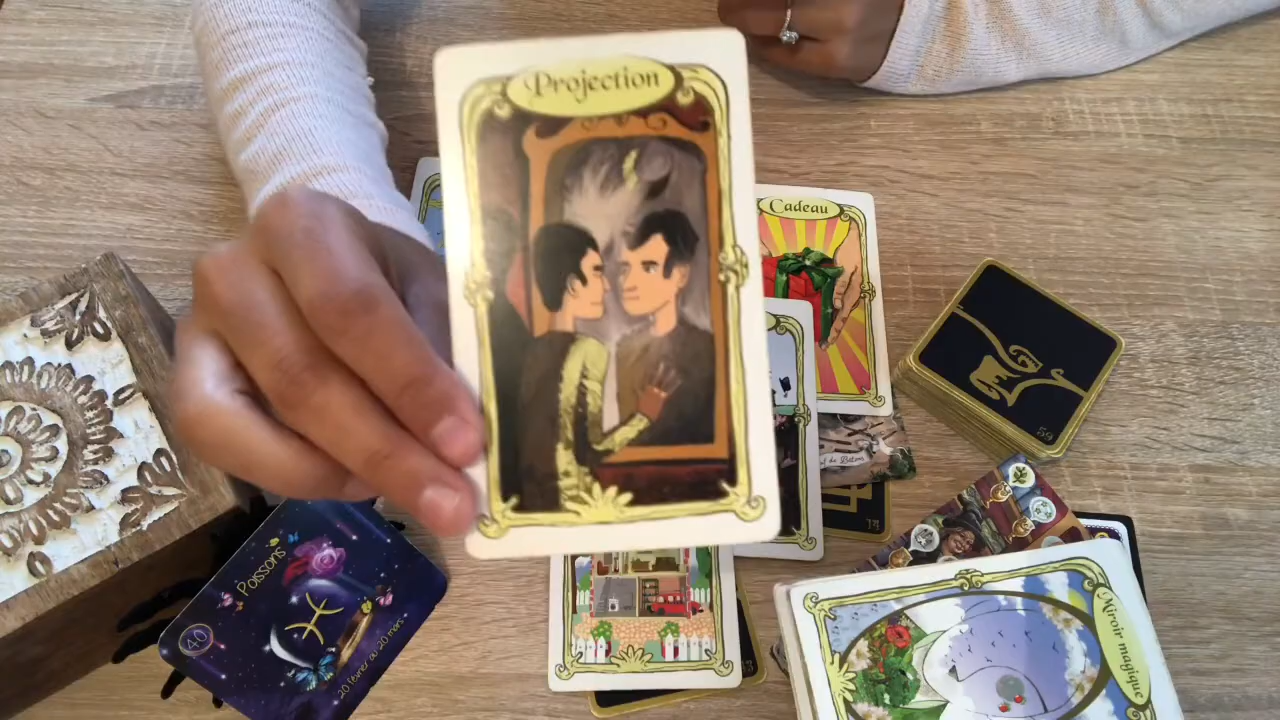 Projection
Cadeau
59
Poissons
40
20 février au 20 mars
Miroir magique